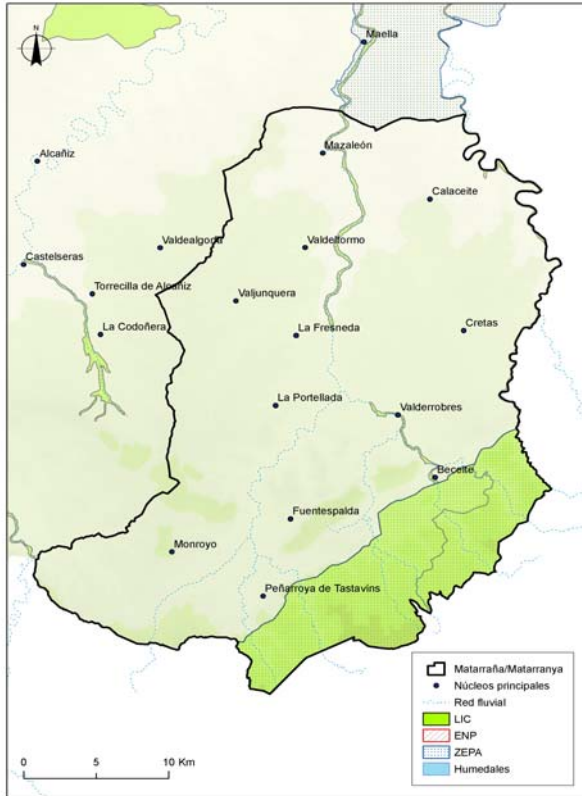 N
Maella
Mazaleón
Alcañiz
Calaceite
Valdealgorfa
Valdeltormo
Castelseras
Torrecilla de Alcañiz
Valjunquera
La Codoñera
La Fresneda
Cretas
La Portellada
Valderrobres
Beceite
Fuentespalda
Monroyo
Peñarroya de Tastavins
Matarraña/Matarranya
Núcleos principales
Red fluvial
LIC
ENP
ZEPA
Humedales
0 5 10 Km